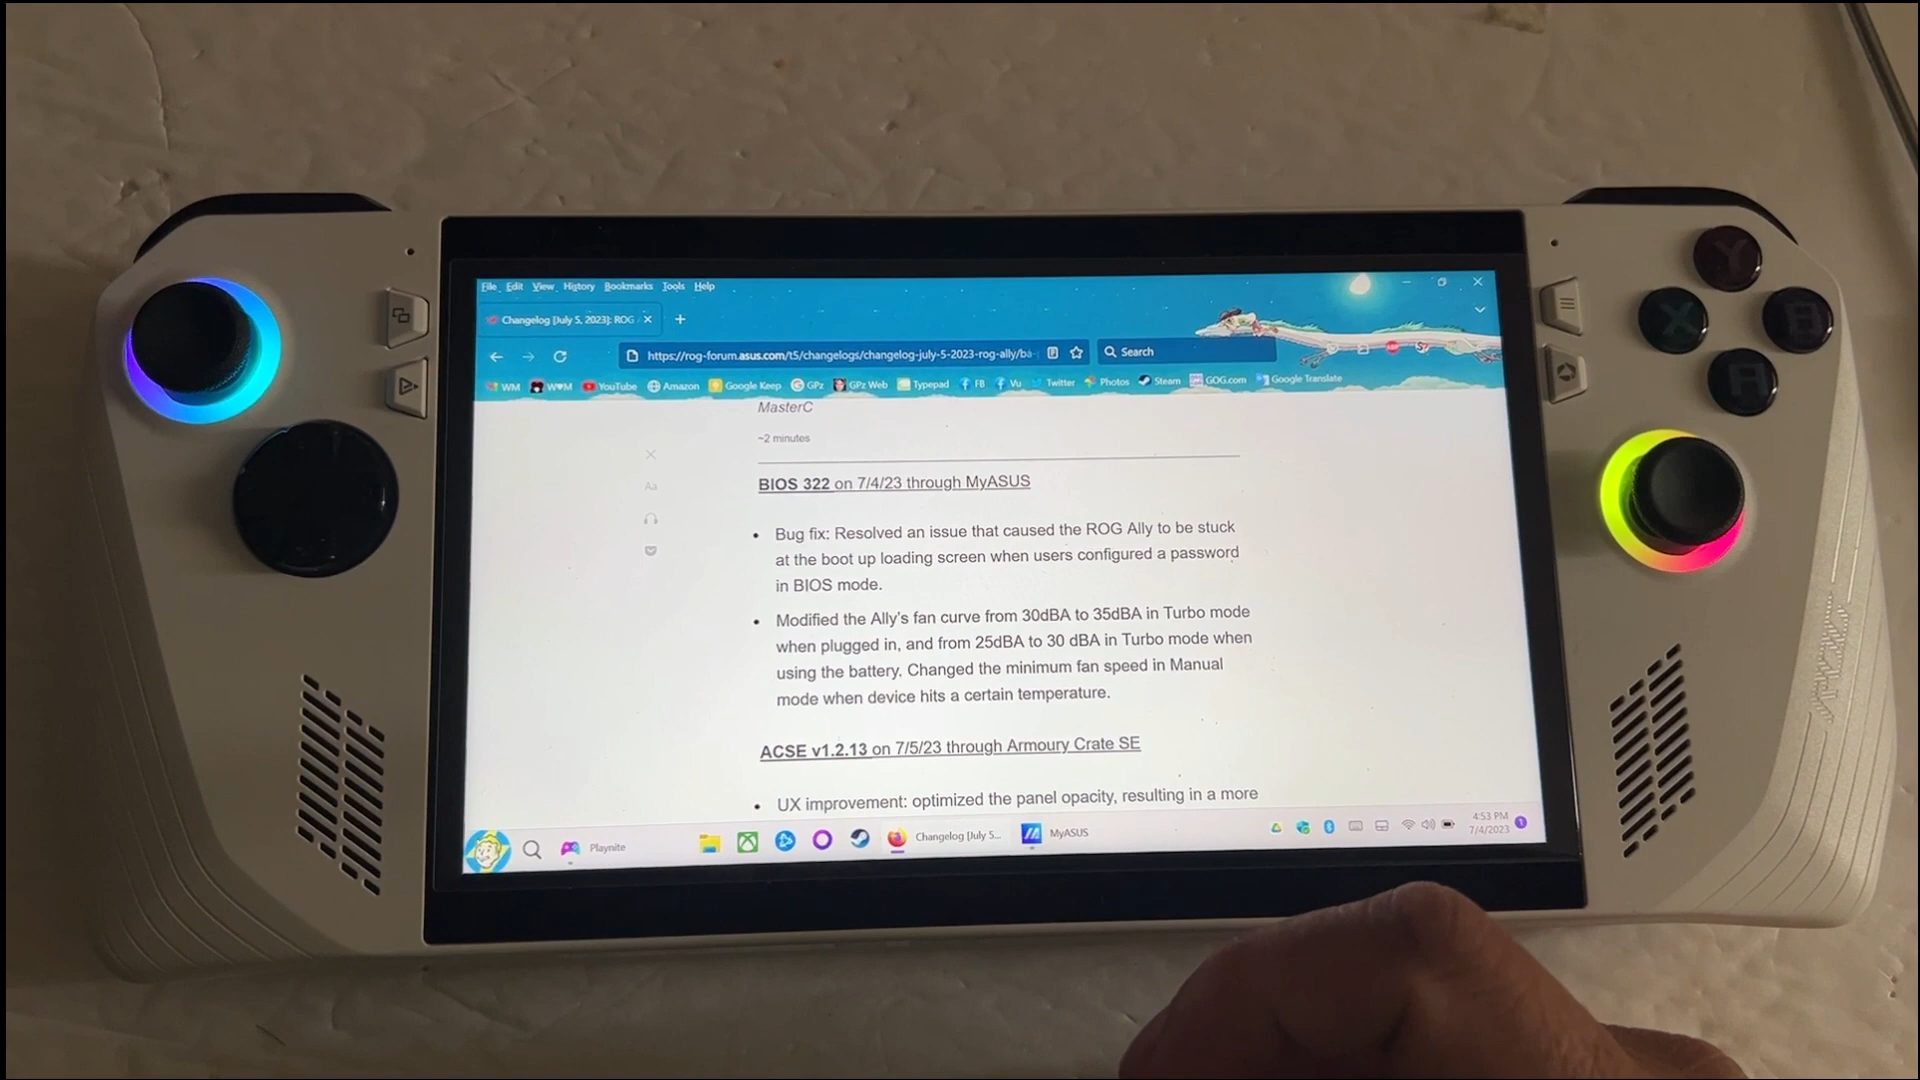 File Edit View History Bookmarks Tools Help
Changelog [July 5, 2023]: ROG
https://rog-forum.asus.com/t5/changelogs/changelog-july-5-2023-rog-ally/ba-
Search
WM W♥M YouTube Amazon Google Keep GPz GPz Web Typepad FB Vu Twitter Photos Steam GOG.com Google Translate
MasterC
~2 minutes
Aa
BIOS 322 on 7/4/23 through MyASUS
• Bug fix: Resolved an issue that caused the ROG Ally to be stuck
at the boot up loading screen when users configured a password
in BIOS mode.
• Modified the Ally's fan curve from 30dBA to 35dBA in Turbo mode
when plugged in, and from 25dBA to 30 dBA in Turbo mode when
using the battery. Changed the minimum fan speed in Manual
mode when device hits a certain temperature.
ACSE v1.2.13 on 7/5/23 through Armoury Crate SE
• UX improvement: optimized the panel opacity, resulting in a more
Playnite
Changelog [July 5...
MyASUS
4:53 PM
7/4/2023
1
Y
X
B
A